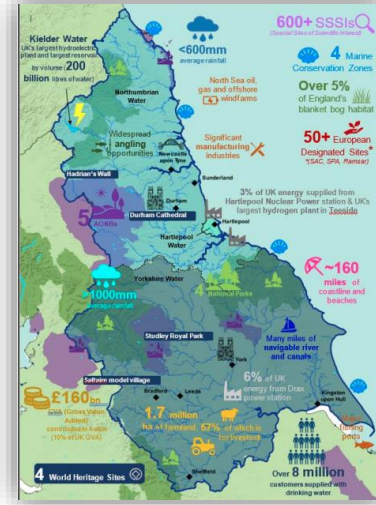 Kielder Water
UK's largest hydroelectric
plant and largest reservoir
by volume (200
billion litres of water)
<600mm
average rainfall
600+ SSSIs
(Special Sites of Scientific Interest)
4 Marine
Conservation Zones
Northumbrian
Water
North Sea oil,
gas and offshore
windfarms
Over 5%
of England's
blanket bog habitat
Widespread
angling
opportunities
Significant
manufacturing
industries
50+ European
Designated Sites*
*(SAC, SPA, Ramsar)
Newcastle
upon Tyne
Hadrian's Wall
Sunderland
Durham
3% of UK energy supplied from
Hartlepool Nuclear Power station & UK's
largest hydrogen plant in Teesside
5
AONBs
Durham Cathedral
Hartlepool
Hartlepool
Water
Yorkshire Water
>1000mm
average rainfall
4
National Parks
~160
miles of
coastline and
beaches
Studley Royal Park
Many miles of
navigable river
and canals
York
Saltaire model village
6% of UK
energy from Drax
power station
£160bn
GVA (Gross Value
Added)
(10% of UK GVA)
Bradford
Leeds
Kingston
upon Hull
1.7 million
ha of farmland
57% of which is
for livestock
fishing
ports
Sheffield
4 World Heritage Sites
Over 8 million
customers supplied with
drinking water